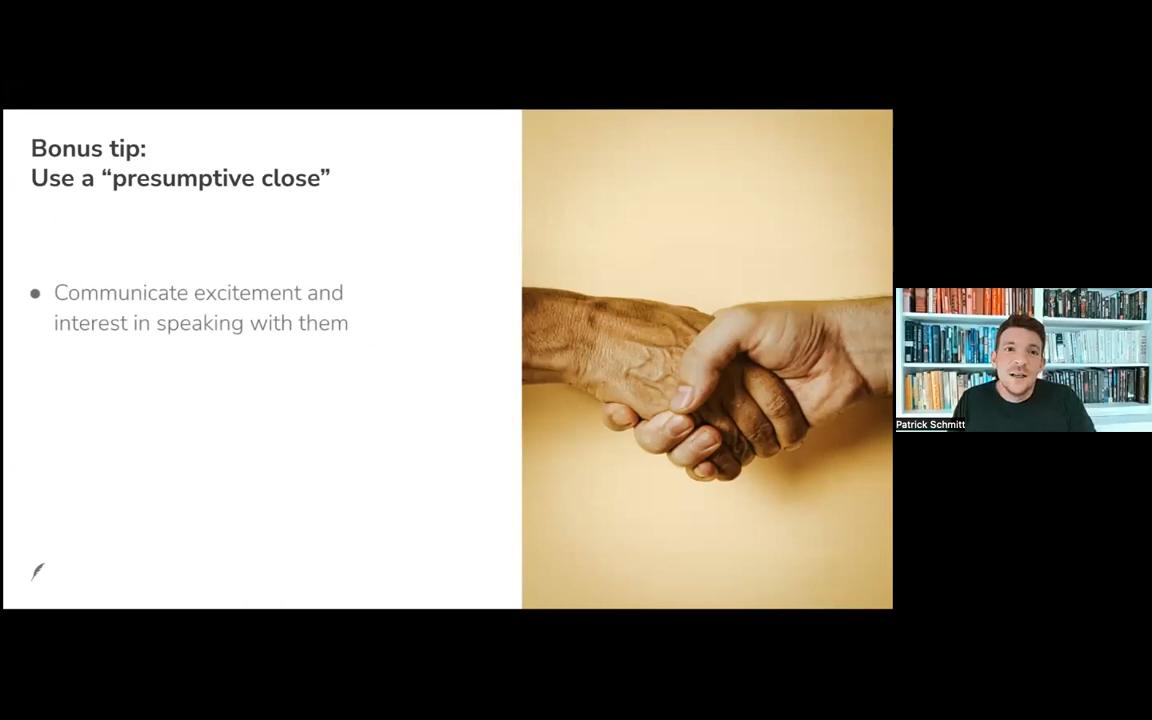 Bonus tip:
Use a “presumptive close”
● Communicate excitement and
interest in speaking with them
Patrick Schmitt